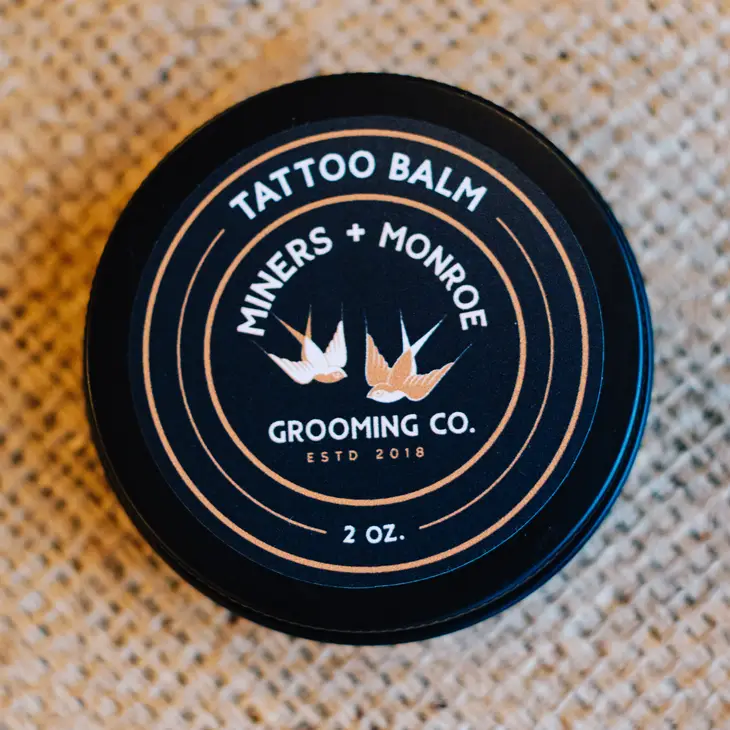 TATTOO BALM
MINERS + MONROE
GROOMING CO.
ESTD 2018
2 OZ.